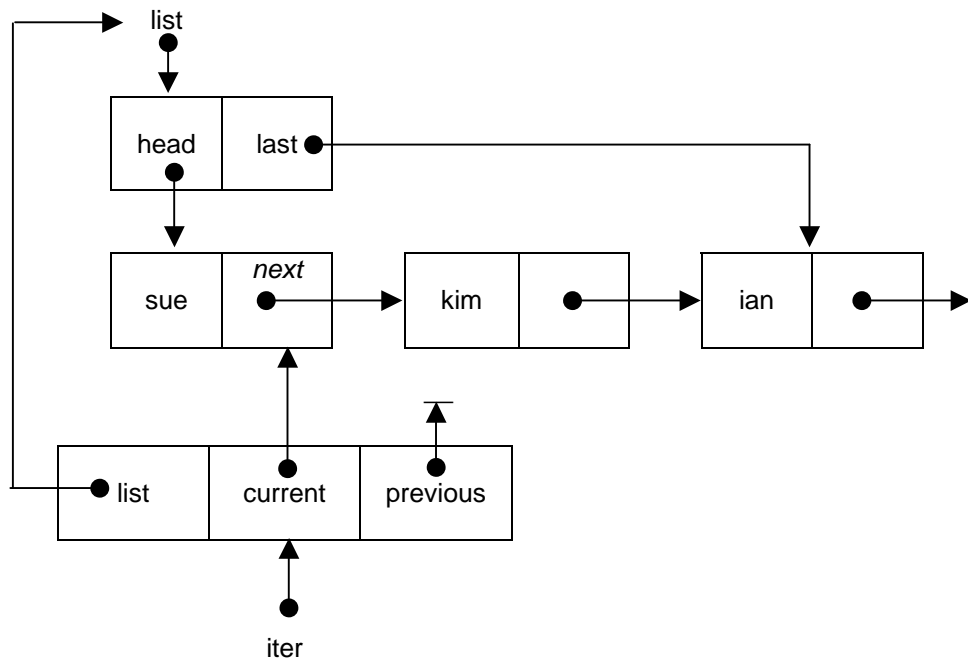 list
head last
next
sue kim ian
list current previous
iter